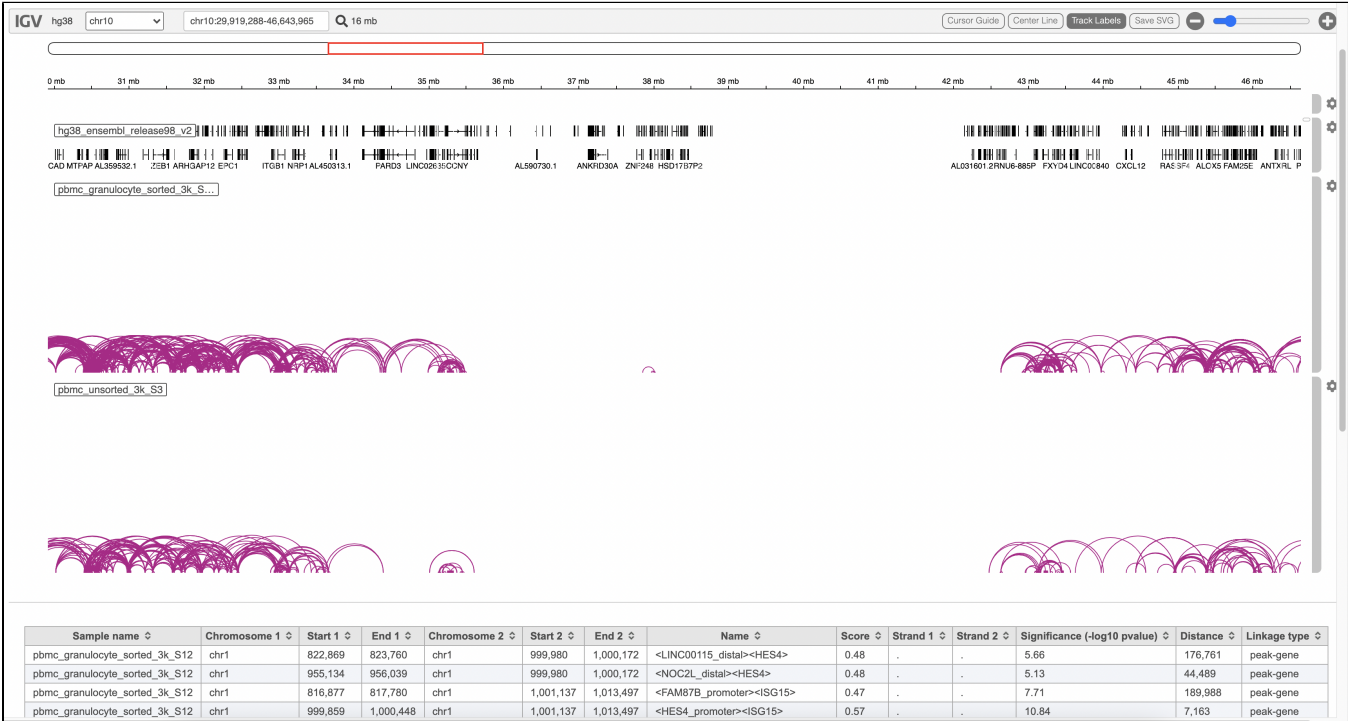 IGV hg38 chr10 chr10:29,919,288-46,643,965 16 mb Cursor Guide Center Line Track Labels Save SVG
0 mb 31 mb 32 mb 33 mb 34 mb 35 mb 36 mb 37 mb 38 mb 39 mb 40 mb 41 mb 42 mb 43 mb 44 mb 45 mb 46 mb
hg38_ensembl_release98_v2
CAD MTPAP AL359532.1 ZEB1 ARHGAP12 EPC1 ITGB1 NRP1 AL450313.1 PARD3 LINC02635 CCNY AL590730.1 ANKRD30A ZNF248 HSD17B7P2 AL031601.2 RNU6-885P FXYD4 LINC00840 CXCL12 RASSF4 ALOX5 FAM25E ANTXRL P
pbmc_granulocyte_sorted_3k_S...
pbmc_unsorted_3k_S3
Sample name Chromosome 1 Start 1 End 1 Chromosome 2 Start 2 End 2 Name Score Strand 1 Strand 2 Significance (-log10 pvalue) Distance Linkage type
pbmc_granulocyte_sorted_3k_S12 chr1 822,869 823,760 chr1 999,980 1,000,172 <LINC00115_distal><HES4> 0.48 . . 5.66 176,761 peak-gene
pbmc_granulocyte_sorted_3k_S12 chr1 955,134 956,039 chr1 999,980 1,000,172 <NOC2L_distal><HES4> 0.48 . . 5.13 44,489 peak-gene
pbmc_granulocyte_sorted_3k_S12 chr1 816,877 817,780 chr1 1,001,137 1,013,497 <FAM87B_promoter><ISG15> 0.47 . . 7.71 189,988 peak-gene
pbmc_granulocyte_sorted_3k_S12 chr1 999,859 1,000,448 chr1 1,001,137 1,013,497 <HES4_promoter><ISG15> 0.57 . . 10.84 7,163 peak-gene